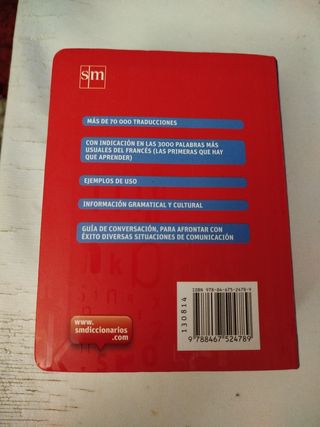 sm
MÁS DE 70 000 TRADUCCIONES
CON INDICACIÓN EN LAS 3000 PALABRAS MÁS
USUALES DEL FRANCÉS (LAS PRIMERAS QUE HAY
QUE APRENDER)
EJEMPLOS DE USO
INFORMACIÓN GRAMATICAL Y CULTURAL
GUÍA DE CONVERSACIÓN, PARA AFRONTAR CON
ÉXITO DIVERSAS SITUACIONES DE COMUNICACIÓN
www.
smdiccionarios
.com
ISBN 978-84-675-2478-9
130814
9 788467 524789